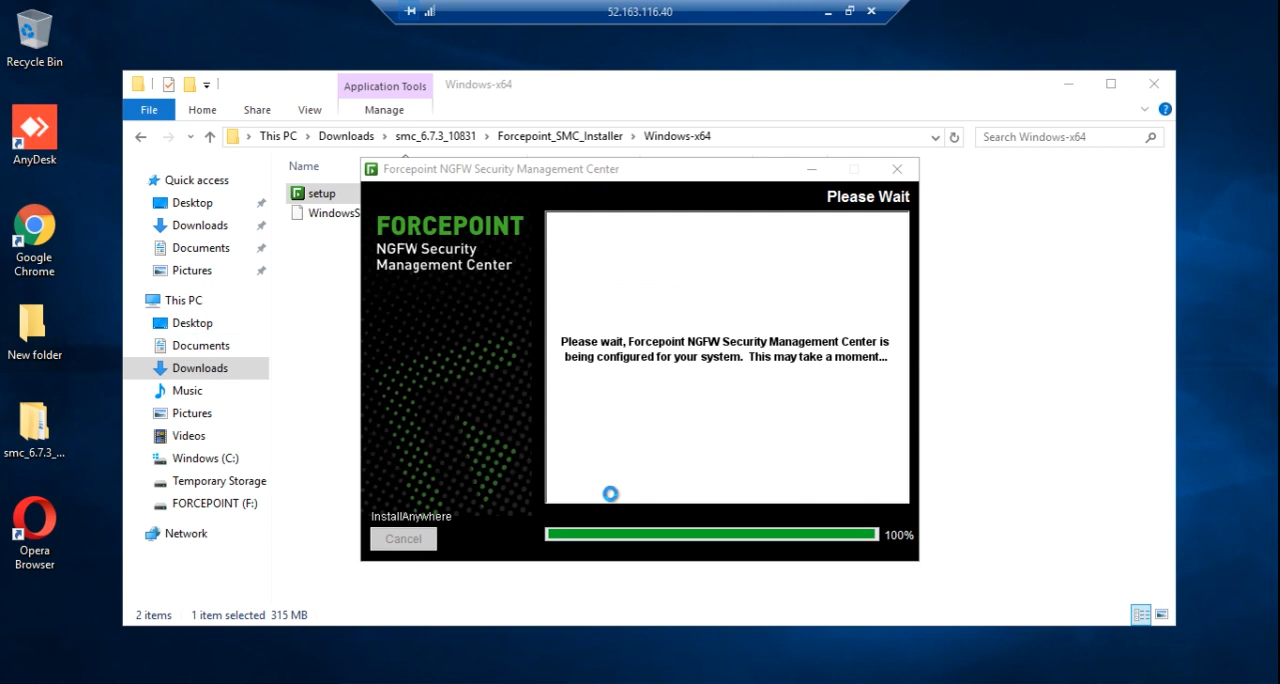 52.163.116.40
Recycle Bin
AnyDesk
Google
Chrome
New folder
smc_6.7.3_...
Opera
Browser
Application Tools
Windows-x64
File
Home
Share
View
Manage
This PC > Downloads > smc_6.7.3_10831 > Forcepoint_SMC_Installer > Windows-x64
Search Windows-x64
Quick access
Desktop
Downloads
Documents
Pictures
This PC
Desktop
Documents
Downloads
Music
Pictures
Videos
Windows (C:)
Temporary Storage
FORCEPOINT (F:)
Network
Name
setup
WindowsS
2 items
1 item selected 315 MB
Forcepoint NGFW Security Management Center
Please Wait
FORCEPOINT
NGFW Security
Management Center
Please wait, Forcepoint NGFW Security Management Center is
being configured for your system. This may take a moment...
InstallAnywhere
Cancel
100%